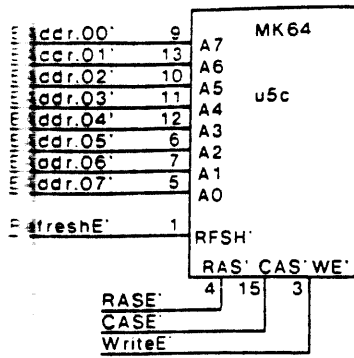 ddr.00' 9 A7 MK64
ddr.01' 13 A6
ddr.02' 10 A5 u5c
ddr.03' 11 A4
ddr.04' 12 A3
ddr.05' 6 A2
ddr.06' 7 A1
ddr.07' 5 A0
freshE' 1 RFSH'
RAS' CAS' WE'
RASE' 4 15 3
CASE'
WriteE'